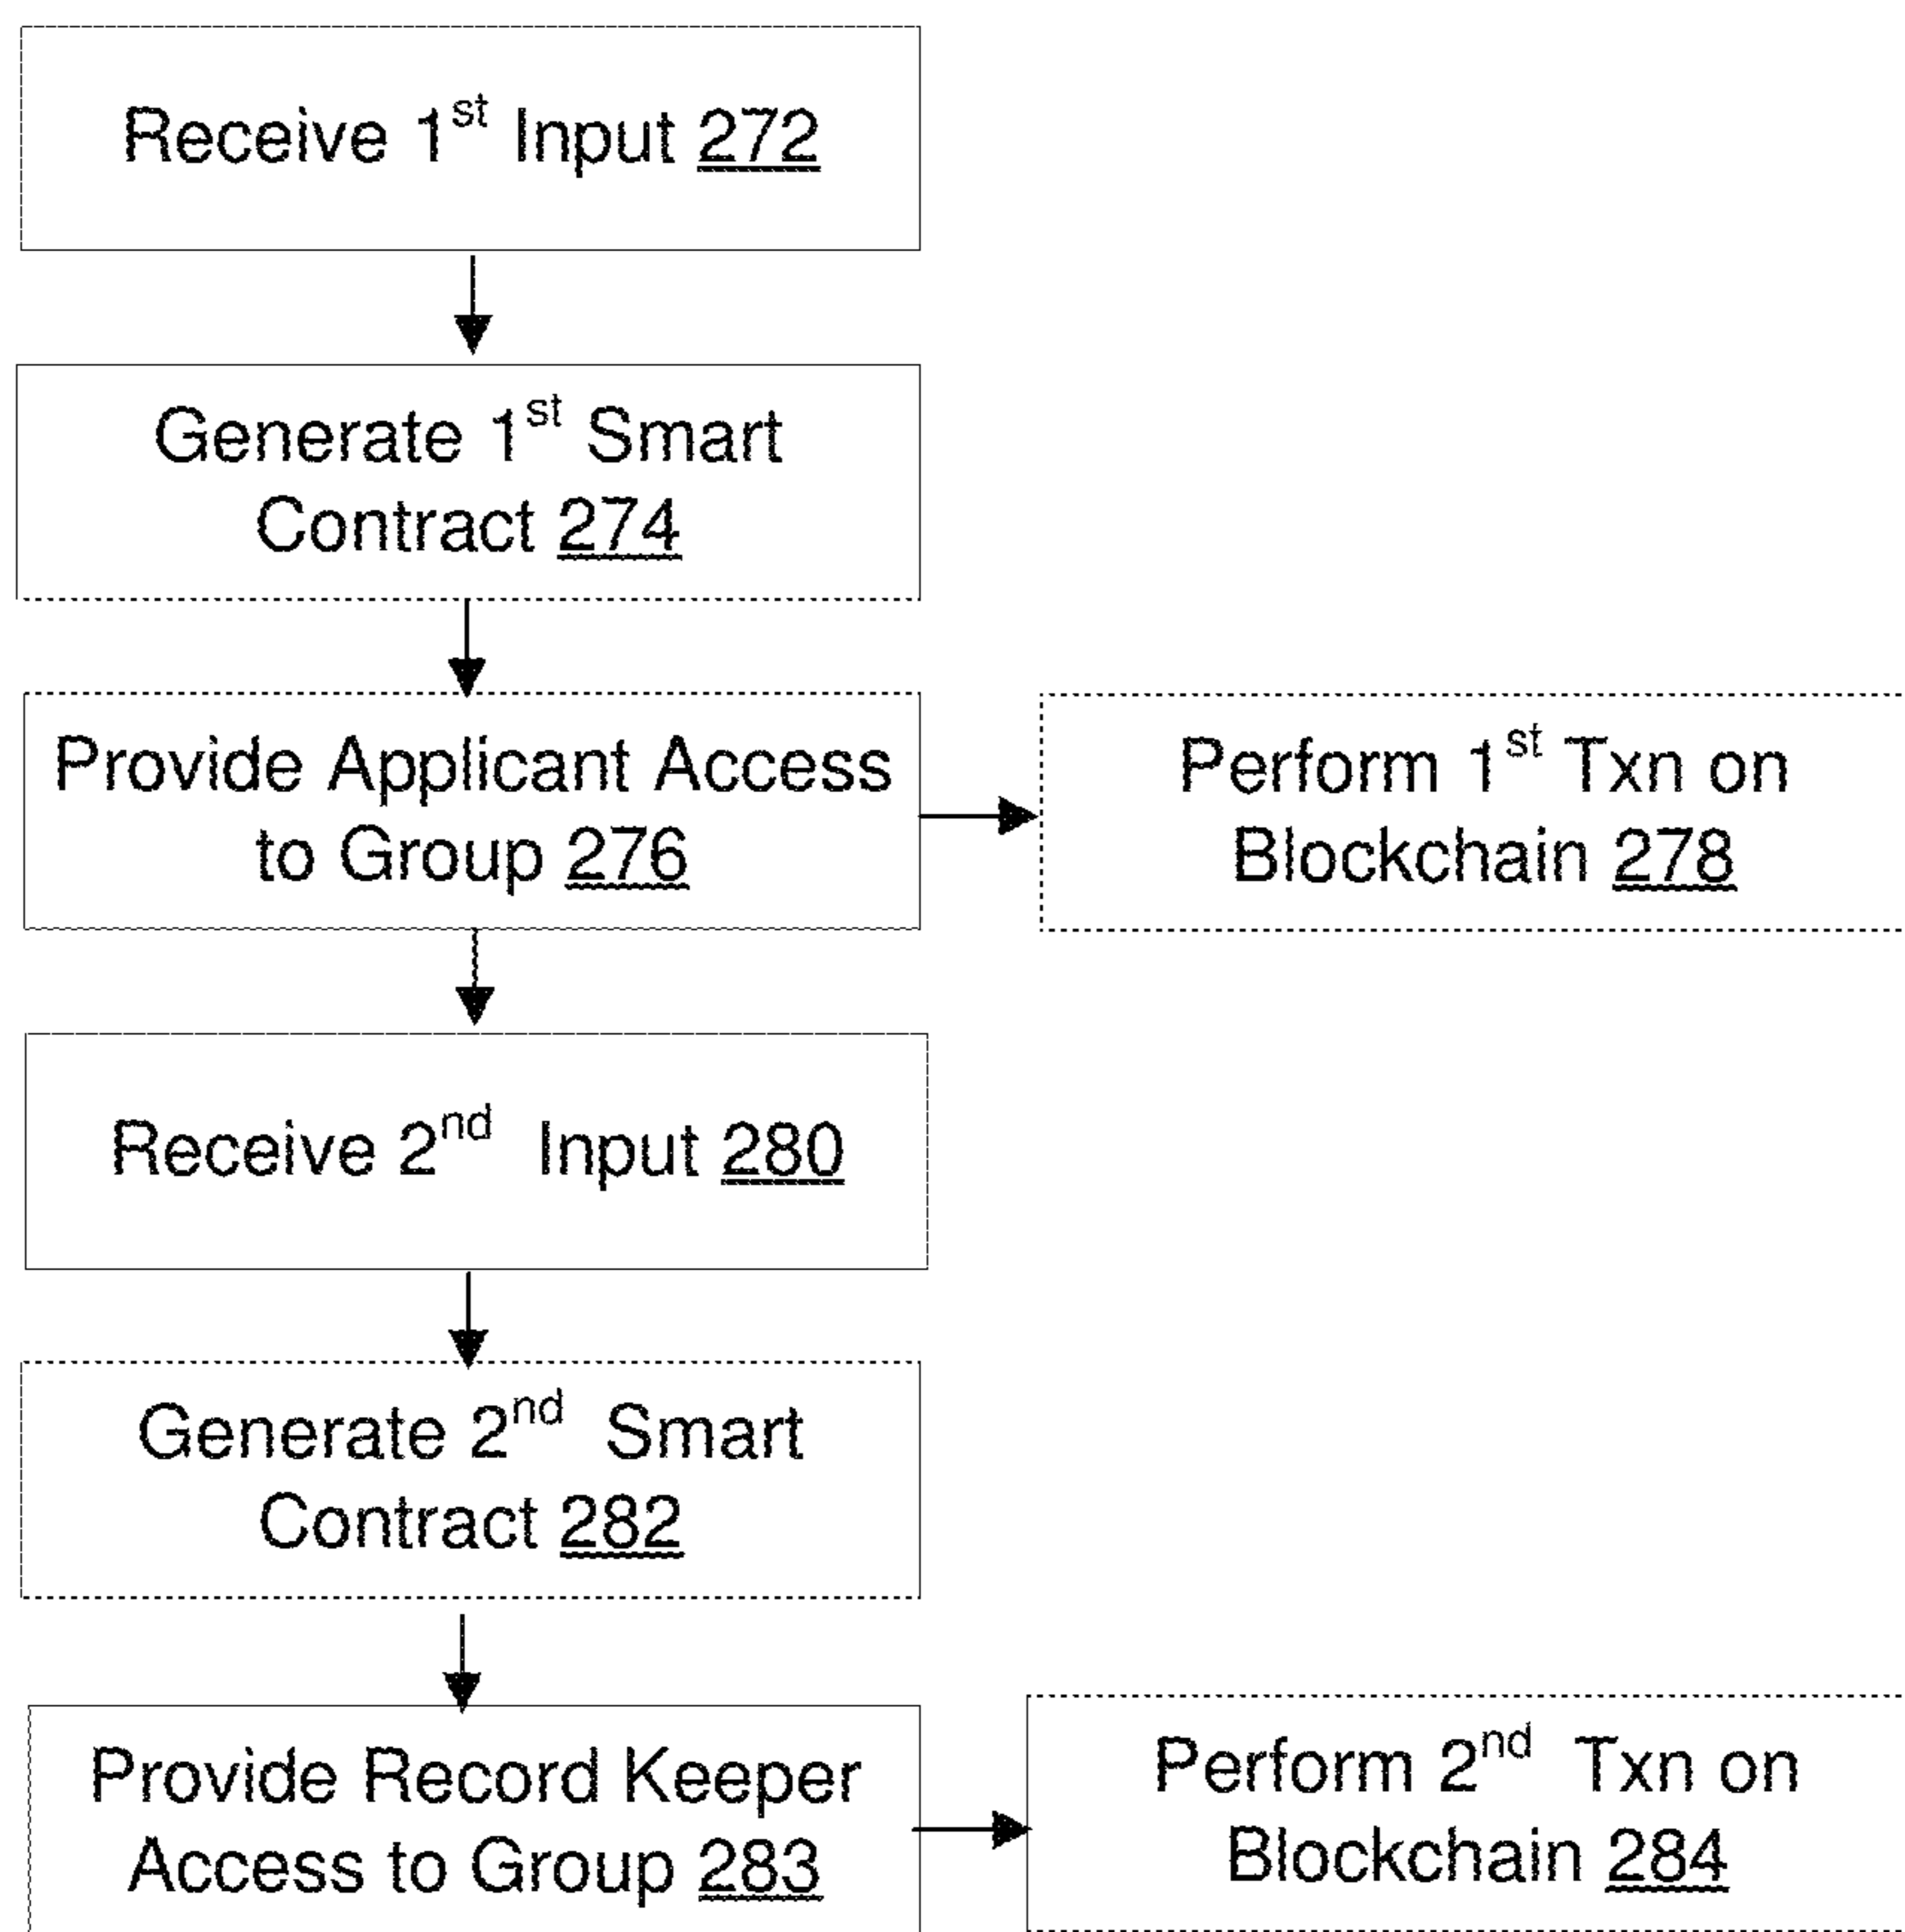 Receive 1st Input 272
Generate 1st Smart
Contract 274
Provide Applicant Access
to Group 276
Perform 1st Txn on
Blockchain 278
Receive 2nd Input 280
Generate 2nd Smart
Contract 282
Provide Record Keeper
Access to Group 283
Perform 2nd Txn on
Blockchain 284